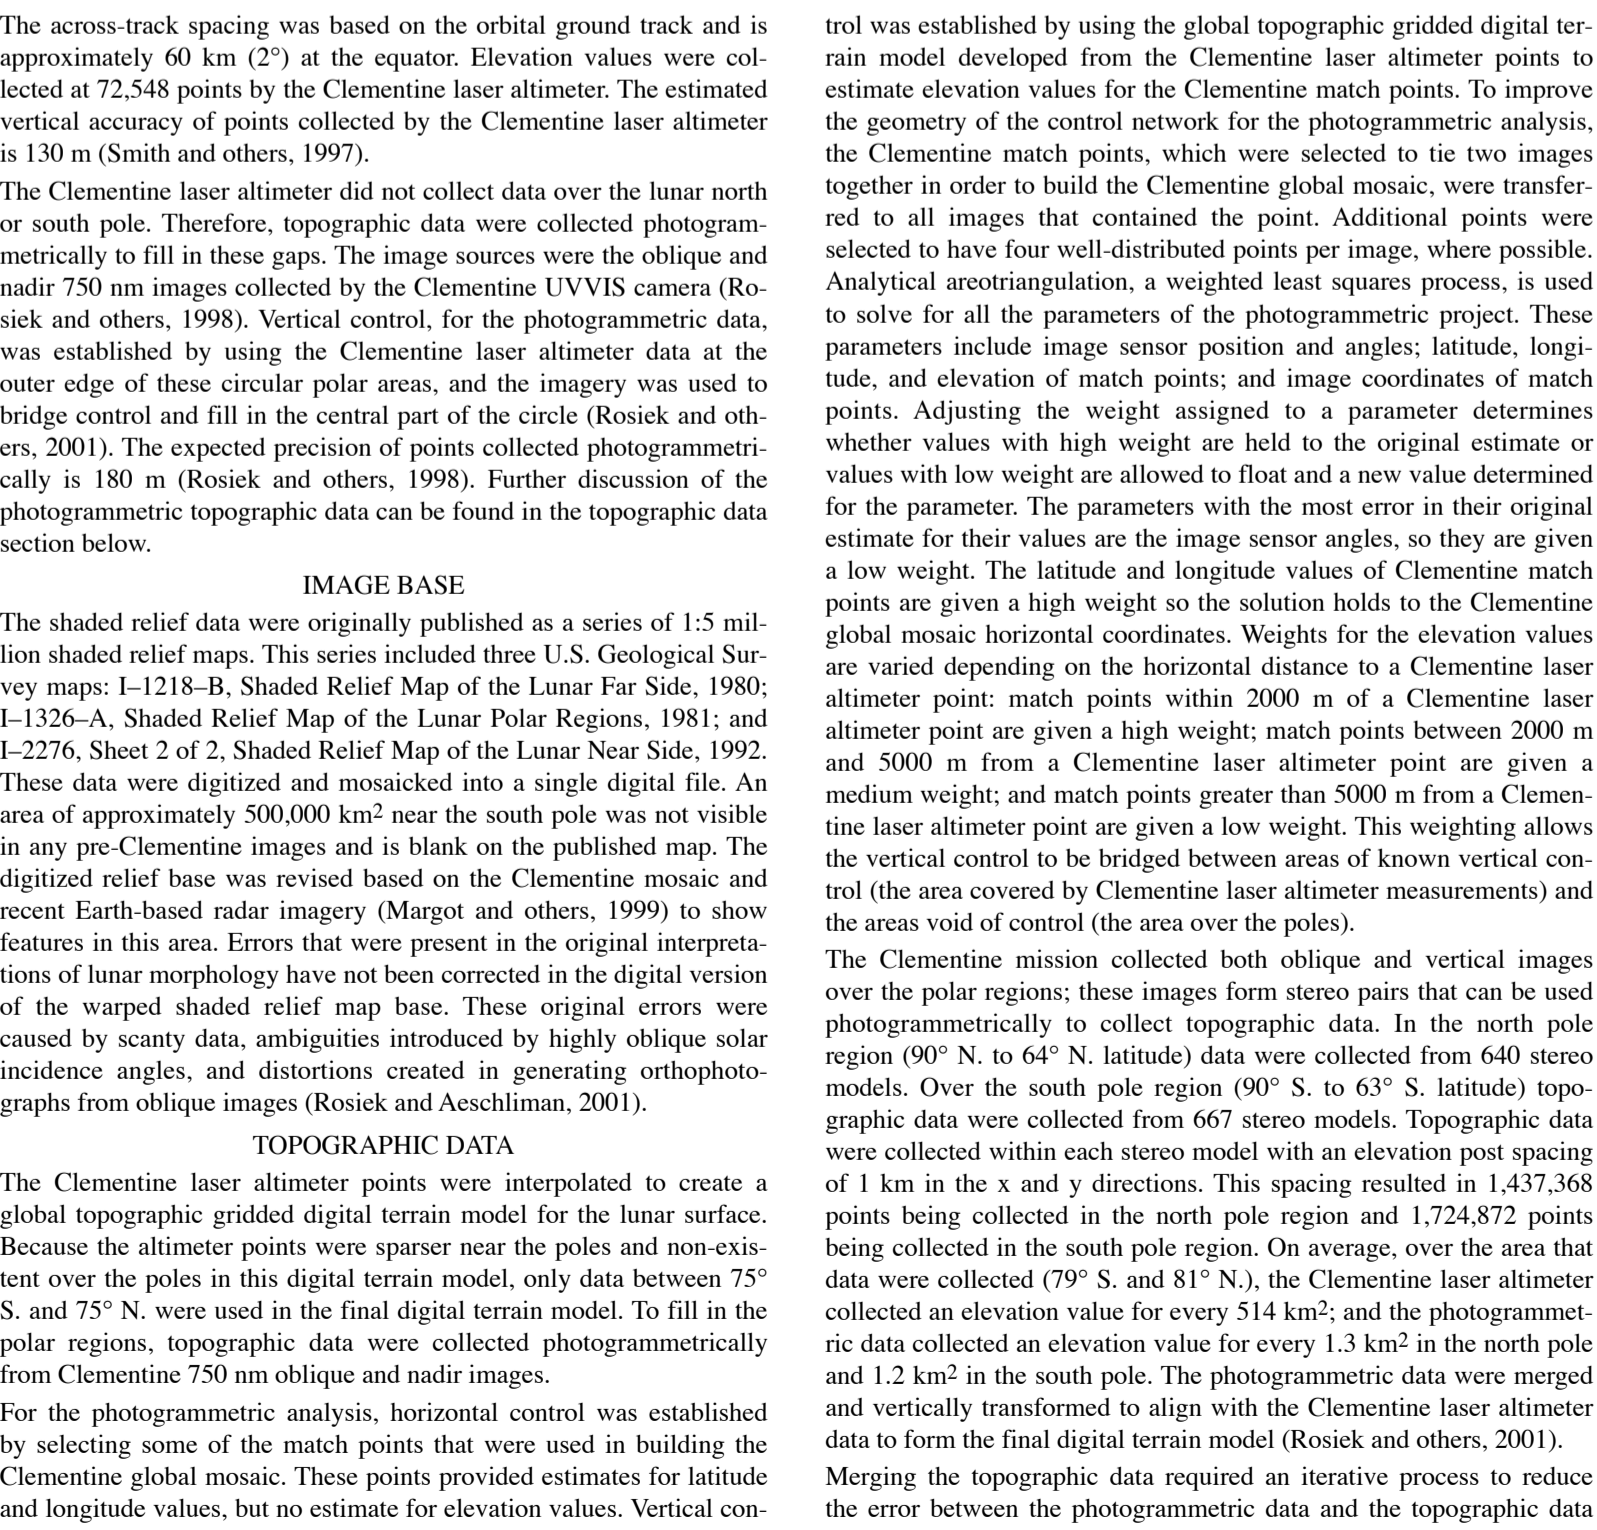 The across-track spacing was based on the orbital ground track and is
approximately 60 km (2°) at the equator. Elevation values were col-
lected at 72,548 points by the Clementine laser altimeter. The estimated
vertical accuracy of points collected by the Clementine laser altimeter
is 130 m (Smith and others, 1997).
The Clementine laser altimeter did not collect data over the lunar north
or south pole. Therefore, topographic data were collected photogram-
metrically to fill in these gaps. The image sources were the oblique and
nadir 750 nm images collected by the Clementine UVVIS camera (Ro-
siek and others, 1998). Vertical control, for the photogrammetric data,
was established by using the Clementine laser altimeter data at the
outer edge of these circular polar areas, and the imagery was used to
bridge control and fill in the central part of the circle (Rosiek and oth-
ers, 2001). The expected precision of points collected photogrammetri-
cally is 180 m (Rosiek and others, 1998). Further discussion of the
photogrammetric topographic data can be found in the topographic data
section below.
IMAGE BASE
The shaded relief data were originally published as a series of 1:5 mil-
lion shaded relief maps. This series included three U.S. Geological Sur-
vey maps: I–1218–B, Shaded Relief Map of the Lunar Far Side, 1980;
I–1326–A, Shaded Relief Map of the Lunar Polar Regions, 1981; and
I–2276, Sheet 2 of 2, Shaded Relief Map of the Lunar Near Side, 1992.
These data were digitized and mosaicked into a single digital file. An
area of approximately 500,000 km2 near the south pole was not visible
in any pre-Clementine images and is blank on the published map. The
digitized relief base was revised based on the Clementine mosaic and
recent Earth-based radar imagery (Margot and others, 1999) to show
features in this area. Errors that were present in the original interpreta-
tions of lunar morphology have not been corrected in the digital version
of the warped shaded relief map base. These original errors were
caused by scanty data, ambiguities introduced by highly oblique solar
incidence angles, and distortions created in generating orthophoto-
graphs from oblique images (Rosiek and Aeschliman, 2001).
TOPOGRAPHIC DATA
The Clementine laser altimeter points were interpolated to create a
global topographic gridded digital terrain model for the lunar surface.
Because the altimeter points were sparser near the poles and non-exis-
tent over the poles in this digital terrain model, only data between 75°
S. and 75° N. were used in the final digital terrain model. To fill in the
polar regions, topographic data were collected photogrammetrically
from Clementine 750 nm oblique and nadir images.
For the photogrammetric analysis, horizontal control was established
by selecting some of the match points that were used in building the
Clementine global mosaic. These points provided estimates for latitude
and longitude values, but no estimate for elevation values. Vertical con-
trol was established by using the global topographic gridded digital ter-
rain model developed from the Clementine laser altimeter points to
estimate elevation values for the Clementine match points. To improve
the geometry of the control network for the photogrammetric analysis,
the Clementine match points, which were selected to tie two images
together in order to build the Clementine global mosaic, were transfer-
red to all images that contained the point. Additional points were
selected to have four well-distributed points per image, where possible.
Analytical areotriangulation, a weighted least squares process, is used
to solve for all the parameters of the photogrammetric project. These
parameters include image sensor position and angles; latitude, longi-
tude, and elevation of match points; and image coordinates of match
points. Adjusting the weight assigned to a parameter determines
whether values with high weight are held to the original estimate or
values with low weight are allowed to float and a new value determined
for the parameter. The parameters with the most error in their original
estimate for their values are the image sensor angles, so they are given
a low weight. The latitude and longitude values of Clementine match
points are given a high weight so the solution holds to the Clementine
global mosaic horizontal coordinates. Weights for the elevation values
are varied depending on the horizontal distance to a Clementine laser
altimeter point: match points within 2000 m of a Clementine laser
altimeter point are given a high weight; match points between 2000 m
and 5000 m from a Clementine laser altimeter point are given a
medium weight; and match points greater than 5000 m from a Clemen-
tine laser altimeter point are given a low weight. This weighting allows
the vertical control to be bridged between areas of known vertical con-
trol (the area covered by Clementine laser altimeter measurements) and
the areas void of control (the area over the poles).
The Clementine mission collected both oblique and vertical images
over the polar regions; these images form stereo pairs that can be used
photogrammetrically to collect topographic data. In the north pole
region (90° N. to 64° N. latitude) data were collected from 640 stereo
models. Over the south pole region (90° S. to 63° S. latitude) topo-
graphic data were collected from 667 stereo models. Topographic data
were collected within each stereo model with an elevation post spacing
of 1 km in the x and y directions. This spacing resulted in 1,437,368
points being collected in the north pole region and 1,724,872 points
being collected in the south pole region. On average, over the area that
data were collected (79° S. and 81° N.), the Clementine laser altimeter
collected an elevation value for every 514 km2; and the photogrammet-
ric data collected an elevation value for every 1.3 km2 in the north pole
and 1.2 km2 in the south pole. The photogrammetric data were merged
and vertically transformed to align with the Clementine laser altimeter
data to form the final digital terrain model (Rosiek and others, 2001).
Merging the topographic data required an iterative process to reduce
the error between the photogrammetric data and the topographic data